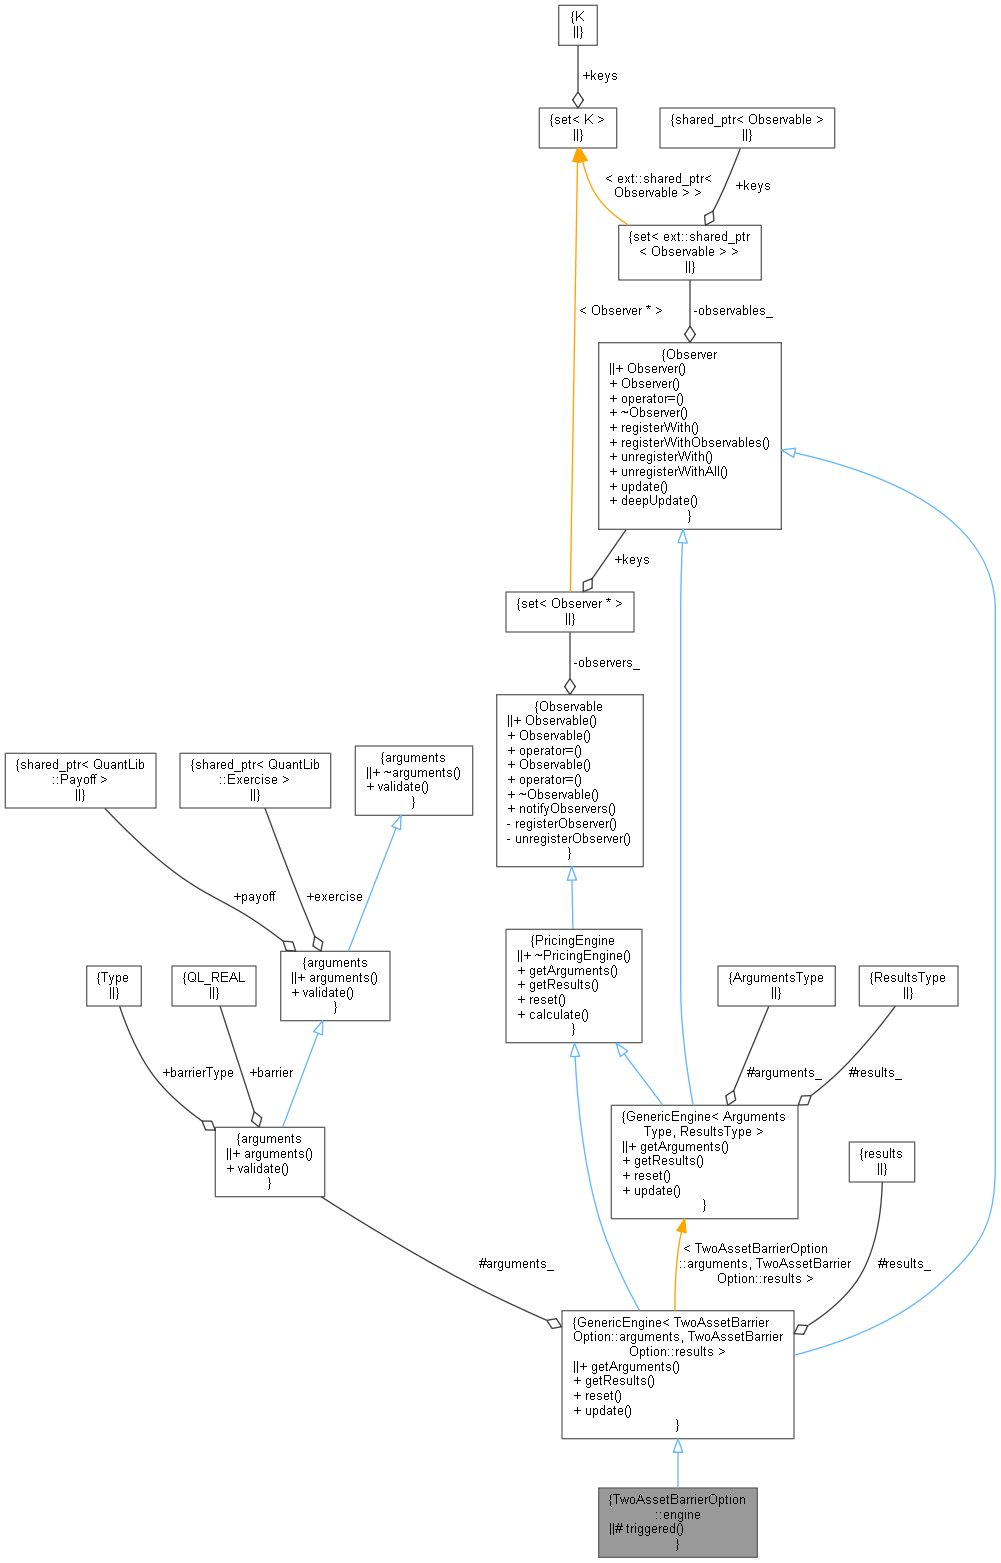 {K
||}
+keys
{set< K >
||}
{shared_ptr< Observable >
||}
< ext::shared_ptr<
Observable > >
+keys
{set< ext::shared_ptr
< Observable > >
||}
< Observer * >
-observables_
{Observer
||+ Observer()
+ Observer()
+ operator=()
+ ~Observer()
+ registerWith()
+ registerWithObservables()
+ unregisterWith()
+ unregisterWithAll()
+ update()
+ deepUpdate()
}
+keys
{set< Observer * >
||}
-observers_
{Observable
||+ Observable()
+ Observable()
+ operator=()
+ Observable()
+ operator=()
+ ~Observable()
+ notifyObservers()
- registerObserver()
- unregisterObserver()
}
{shared_ptr< QuantLib
::Payoff >
||}
{shared_ptr< QuantLib
::Exercise >
||}
{arguments
||+ ~arguments()
+ validate()
}
+payoff
+exercise
{arguments
||+ arguments()
+ validate()
}
{PricingEngine
||+ ~PricingEngine()
+ getArguments()
+ getResults()
+ reset()
+ calculate()
}
{Type
||}
{QL_REAL
||}
{ArgumentsType
||}
{ResultsType
||}
+barrierType
+barrier
#arguments_
#results_
{arguments
||+ arguments()
+ validate()
}
{GenericEngine< Arguments
Type, ResultsType >
||+ getArguments()
+ getResults()
+ reset()
+ update()
}
{results
||}
#arguments_
< TwoAssetBarrierOption
::arguments, TwoAssetBarrier
Option::results >
#results_
{GenericEngine< TwoAssetBarrier
Option::arguments, TwoAssetBarrier
Option::results >
||+ getArguments()
+ getResults()
+ reset()
+ update()
}
{TwoAssetBarrierOption
::engine
||# triggered()
}